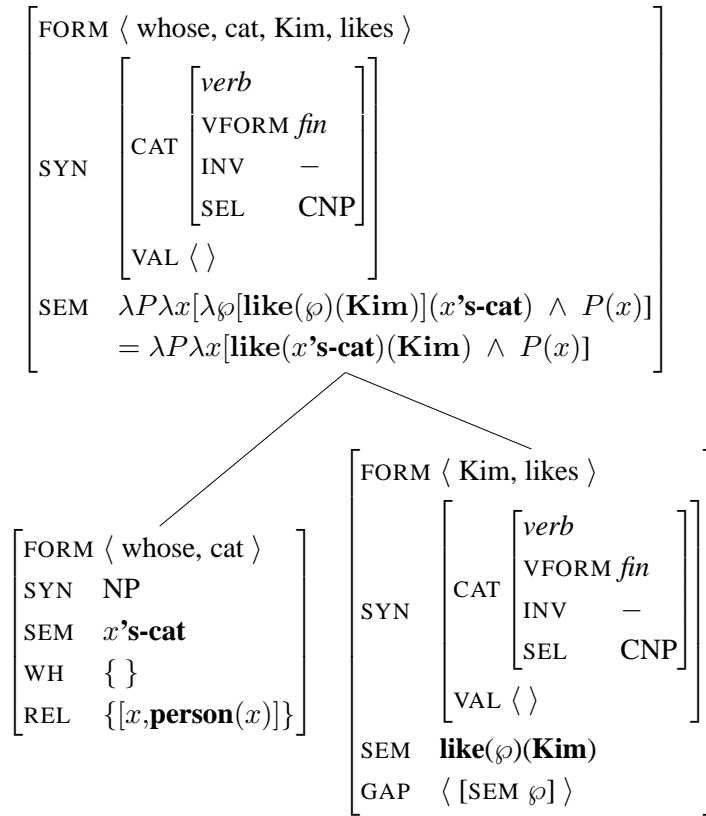 FORM ⟨ whose, cat, Kim, likes ⟩
verb
VFORM fin
CAT
INV −
SYN
SEL CNP
VAL ⟨ ⟩
SEM λPλx[λ℘[like(℘)(Kim)](x's-cat) ∧ P(x)]
= λPλx[like(x's-cat)(Kim) ∧ P(x)]
FORM ⟨ whose, cat ⟩
SYN NP
SEM x's-cat
WH { }
REL {[x,person(x)]}
FORM ⟨ Kim, likes ⟩
verb
VFORM fin
CAT
INV −
SYN
SEL CNP
VAL ⟨ ⟩
SEM like(℘)(Kim)
GAP ⟨ [SEM ℘] ⟩